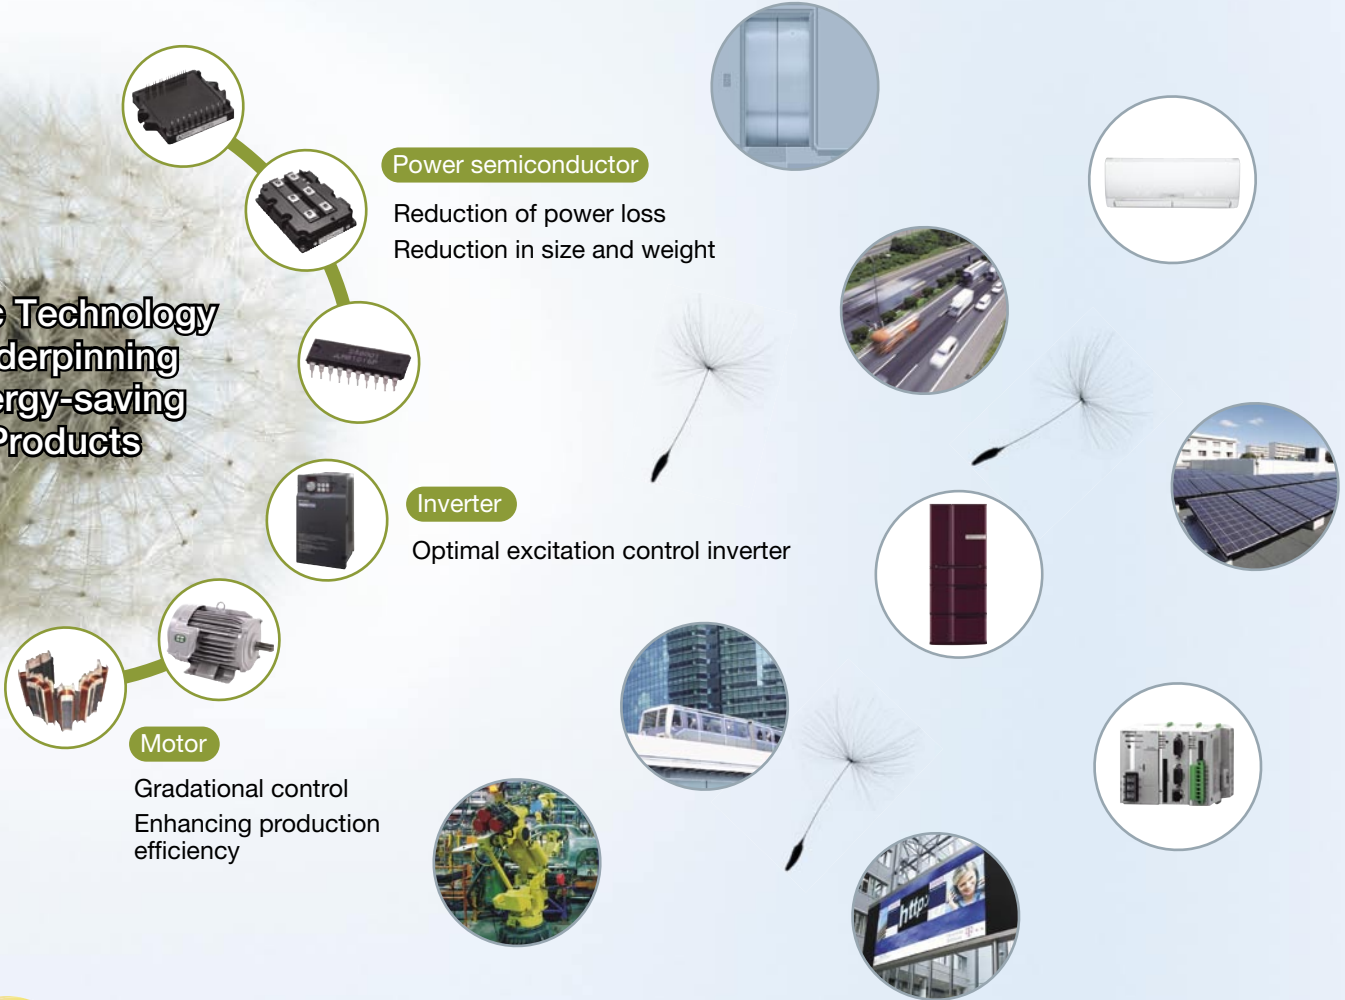 c Technology
derpinning
ergy-saving
Products
Power semiconductor
Reduction of power loss
Reduction in size and weight
Inverter
Optimal excitation control inverter
Motor
Gradational control
Enhancing production
efficiency
http: